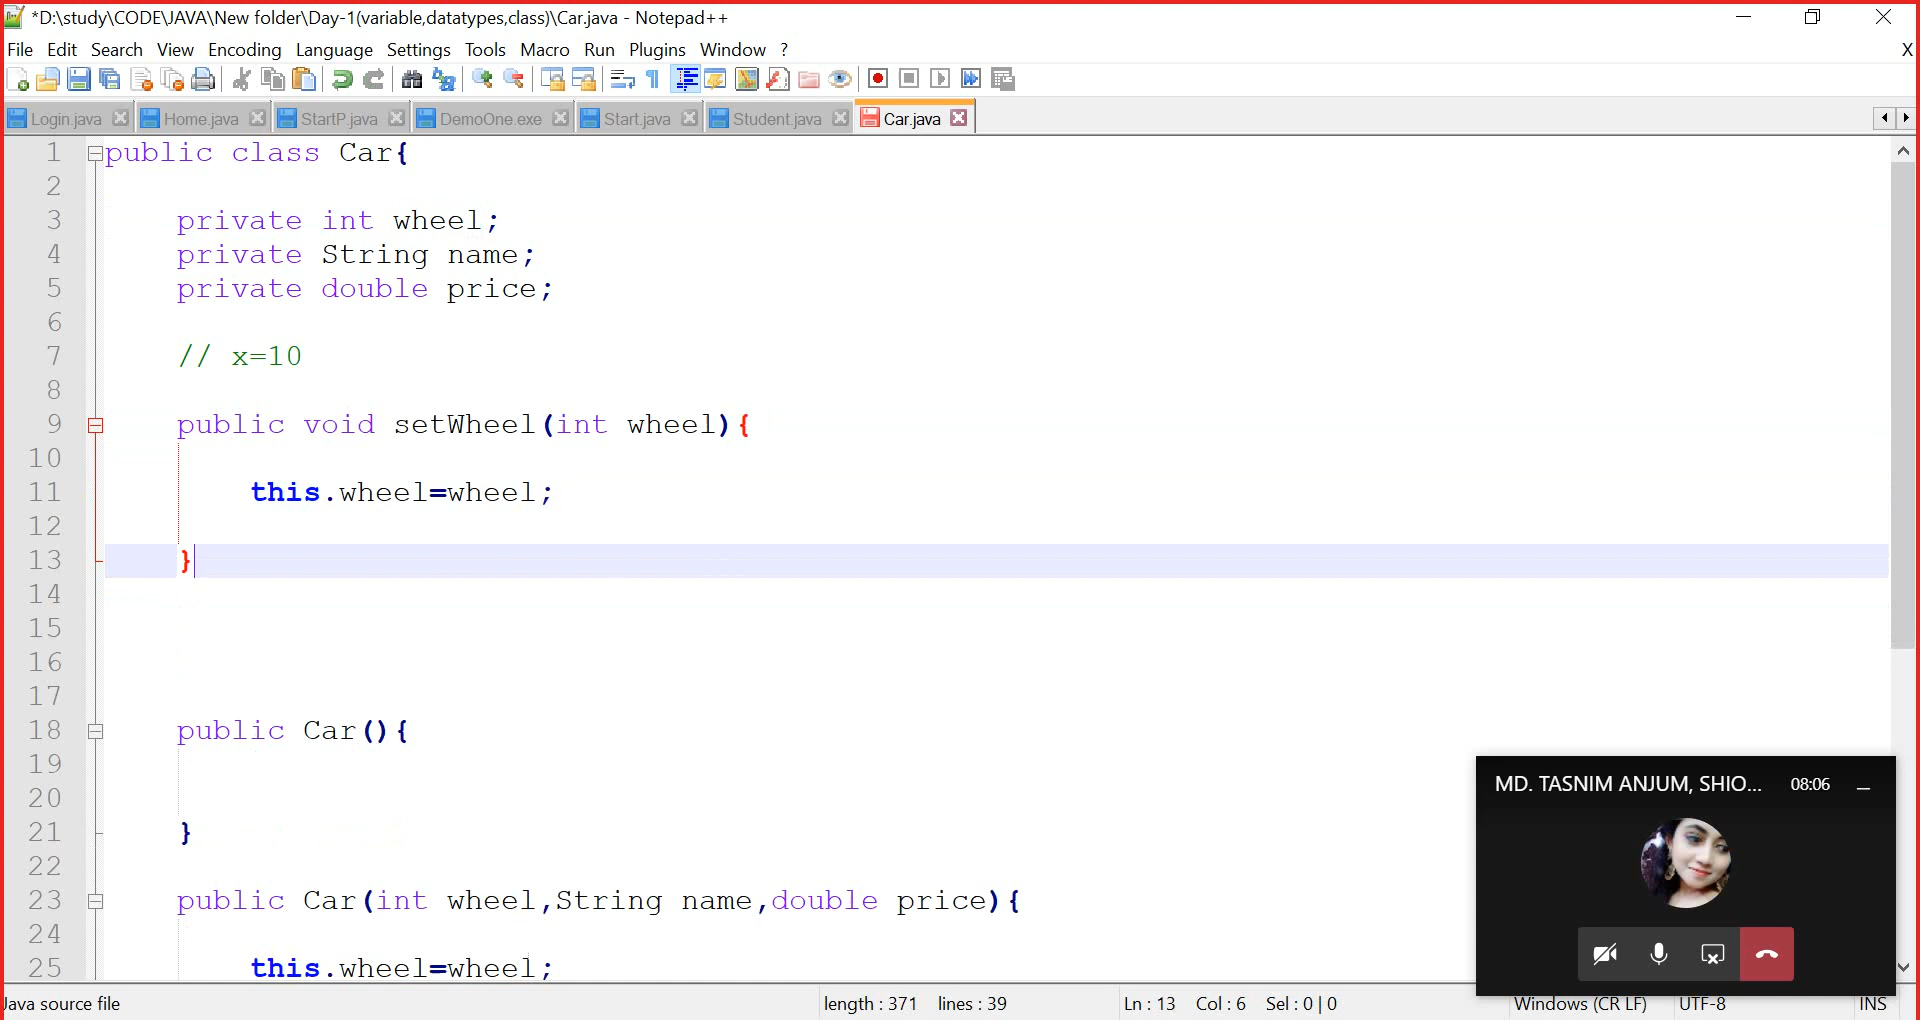 *D:\study\CODE\JAVA\New folder\Day-1(variable,datatypes,class)\Car.java - Notepad++
File Edit Search View Encoding Language Settings Tools Macro Run Plugins Window ? X
Login.java Home.java StartP.java DemoOne.exe Start.java Student.java Car.java
1 public class Car{
2
3 private int wheel;
4 private String name;
5 private double price;
6
7 // x=10
8
9 public void setWheel(int wheel){
10
11 this.wheel=wheel;
12
13 }
14
15
16
17
18 public Car(){
19
20
21 }
22
23 public Car(int wheel,String name,double price){
24
25 this.wheel=wheel;
MD. TASNIM ANJUM, SHIO... 08:06
Java source file length : 371 lines : 39 Ln : 13 Col : 6 Sel : 0 | 0 Windows (CR LF) UTF-8 INS